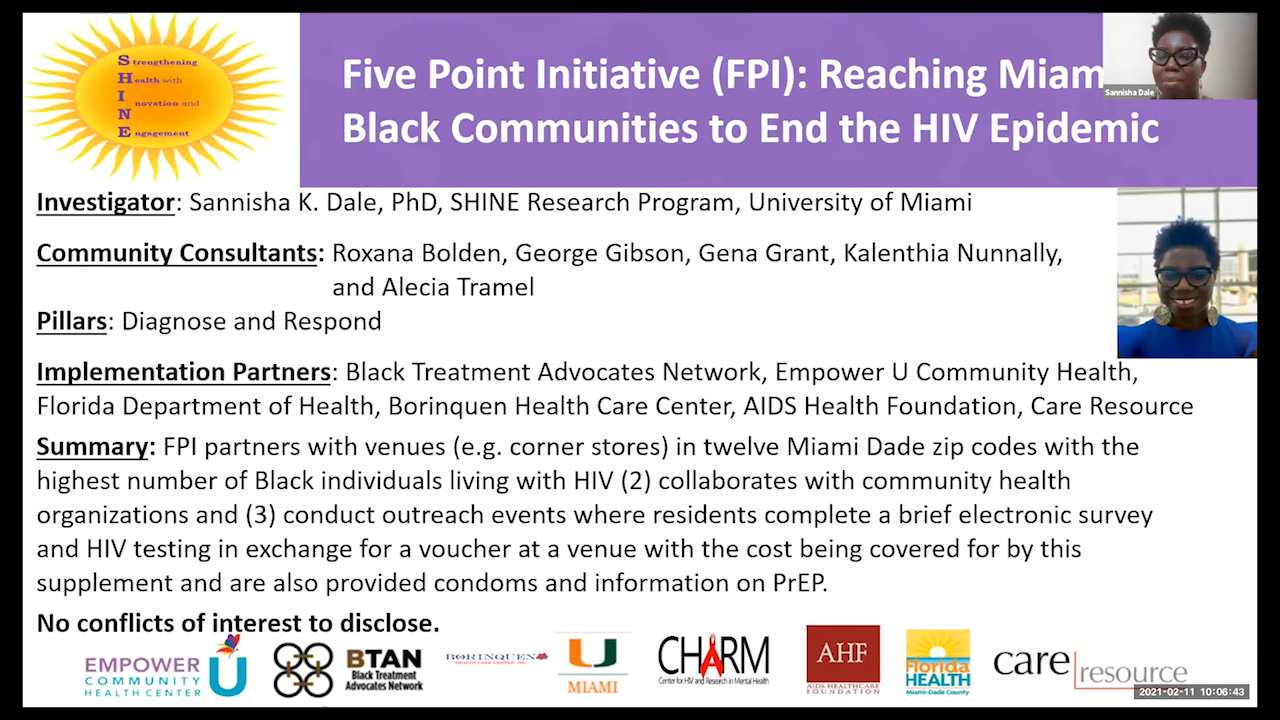 Strengthening
Health with
Inovation and
Engagement
Five Point Initiative (FPI): Reaching Miam
Black Communities to End the HIV Epidemic
Sannisha Dale
Investigator: Sannisha K. Dale, PhD, SHINE Research Program, University of Miami
Community Consultants: Roxana Bolden, George Gibson, Gena Grant, Kalenthia Nunnally,
and Alecia Tramel
Pillars: Diagnose and Respond
Implementation Partners: Black Treatment Advocates Network, Empower U Community Health,
Florida Department of Health, Borinquen Health Care Center, AIDS Health Foundation, Care Resource
Summary: FPI partners with venues (e.g. corner stores) in twelve Miami Dade zip codes with the
highest number of Black individuals living with HIV (2) collaborates with community health
organizations and (3) conduct outreach events where residents complete a brief electronic survey
and HIV testing in exchange for a voucher at a venue with the cost being covered for by this
supplement and are also provided condoms and information on PrEP.
No conflicts of interest to disclose.
EMPOWER U
COMMUNITY
HEALTH CENTER
BTAN
Black Treatment
Advocates Network
BORINQUEN
HEALTH CARE CENTER, INC.
U
MIAMI
CHARM
Center for HIV and Research in Mental Health
AHF
AIDS HEALTHCARE
FOUNDATION
Florida
HEALTH
Miami-Dade County
care resource
2021-02-11 10:06:43